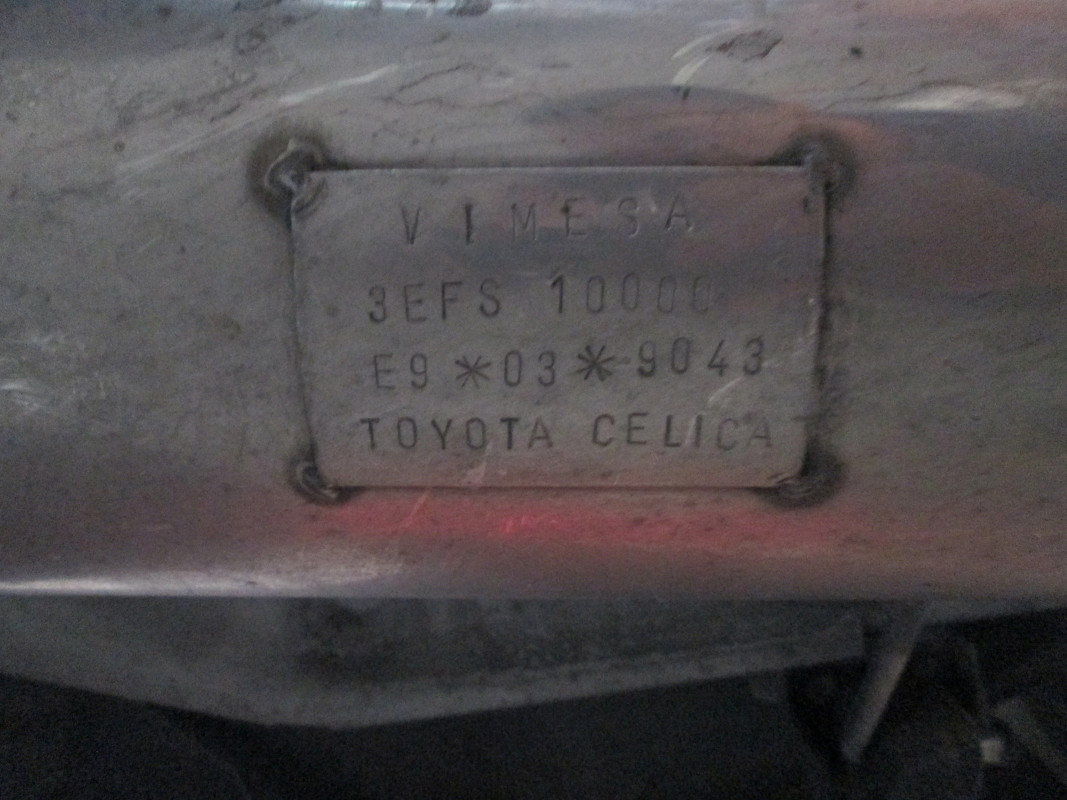 VIMESA
3EFS 10000
E9*03*9043
TOYOTA CELICA